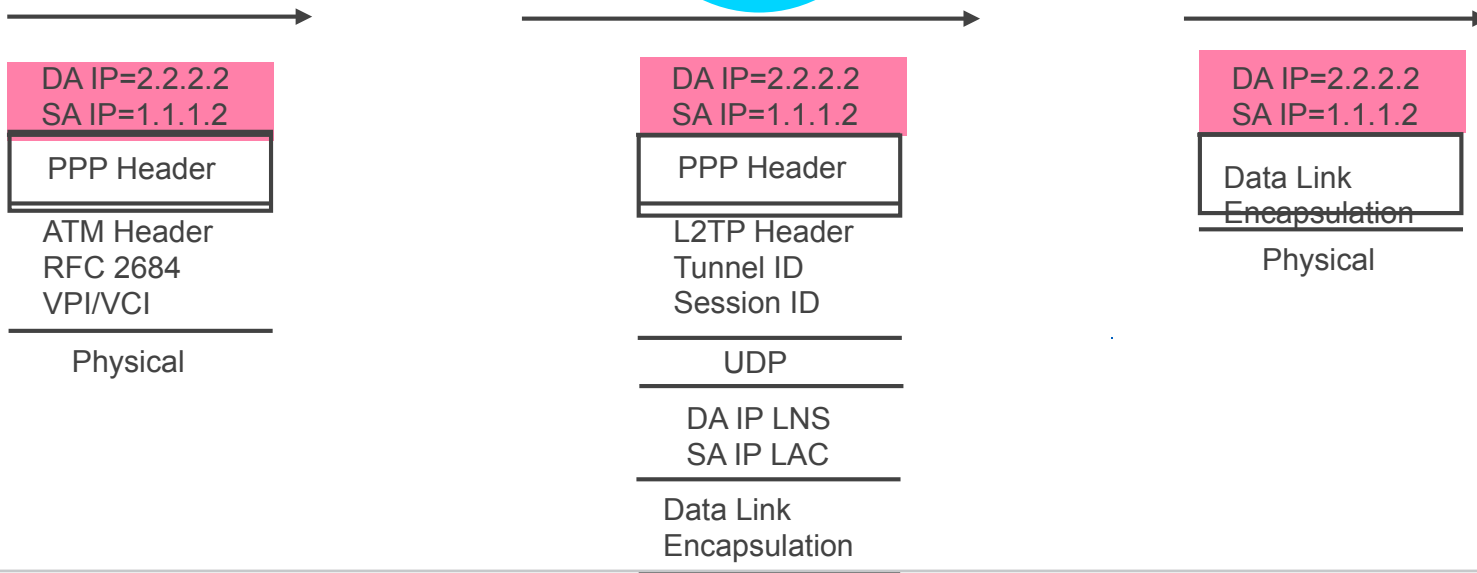 DA IP=2.2.2.2
SA IP=1.1.1.2
PPP Header
ATM Header
RFC 2684
VPI/VCI
Physical
DA IP=2.2.2.2
SA IP=1.1.1.2
PPP Header
L2TP Header
Tunnel ID
Session ID
UDP
DA IP LNS
SA IP LAC
Data Link
Encapsulation
DA IP=2.2.2.2
SA IP=1.1.1.2
Data Link
Encapsulation
Physical